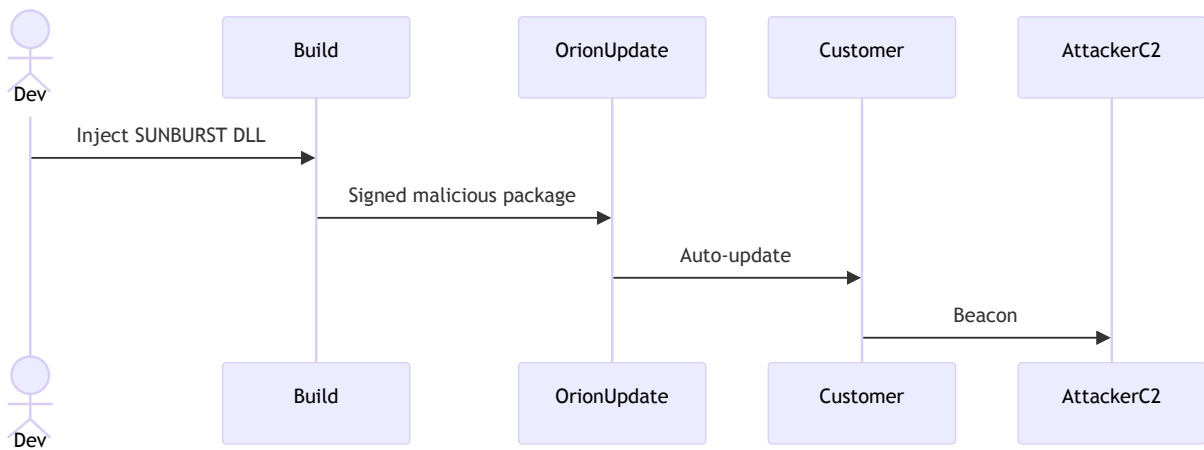 Dev
Build
OrionUpdate
Customer
AttackerC2
Inject SUNBURST DLL
Signed malicious package
Auto-update
Beacon
Dev
Build
OrionUpdate
Customer
AttackerC2